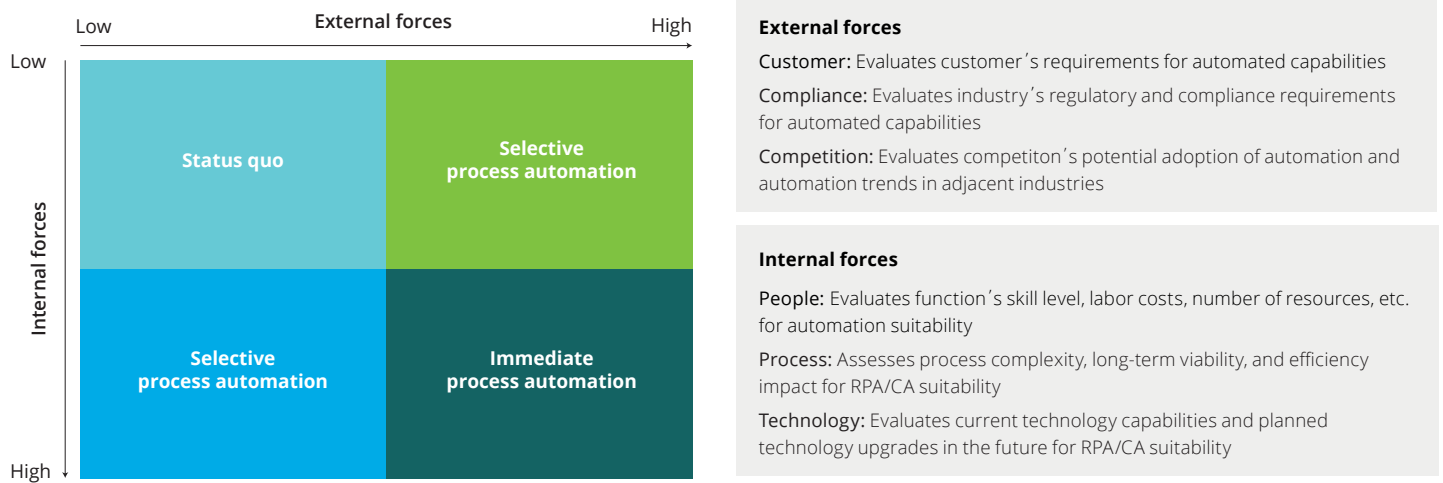 Low
External forces
High
Low
Internal forces
High
Status quo
Selective
process automation
Selective
process automation
Immediate
process automation
External forces
Customer: Evaluates customer´s requirements for automated capabilities
Compliance: Evaluates industry´s regulatory and compliance requirements
for automated capabilities
Competition: Evaluates competiton´s potential adoption of automation and
automation trends in adjacent industries
Internal forces
People: Evaluates function´s skill level, labor costs, number of resources, etc.
for automation suitability
Process: Assesses process complexity, long-term viability, and efficiency
impact for RPA/CA suitability
Technology: Evaluates current technology capabilities and planned
technology upgrades in the future for RPA/CA suitability